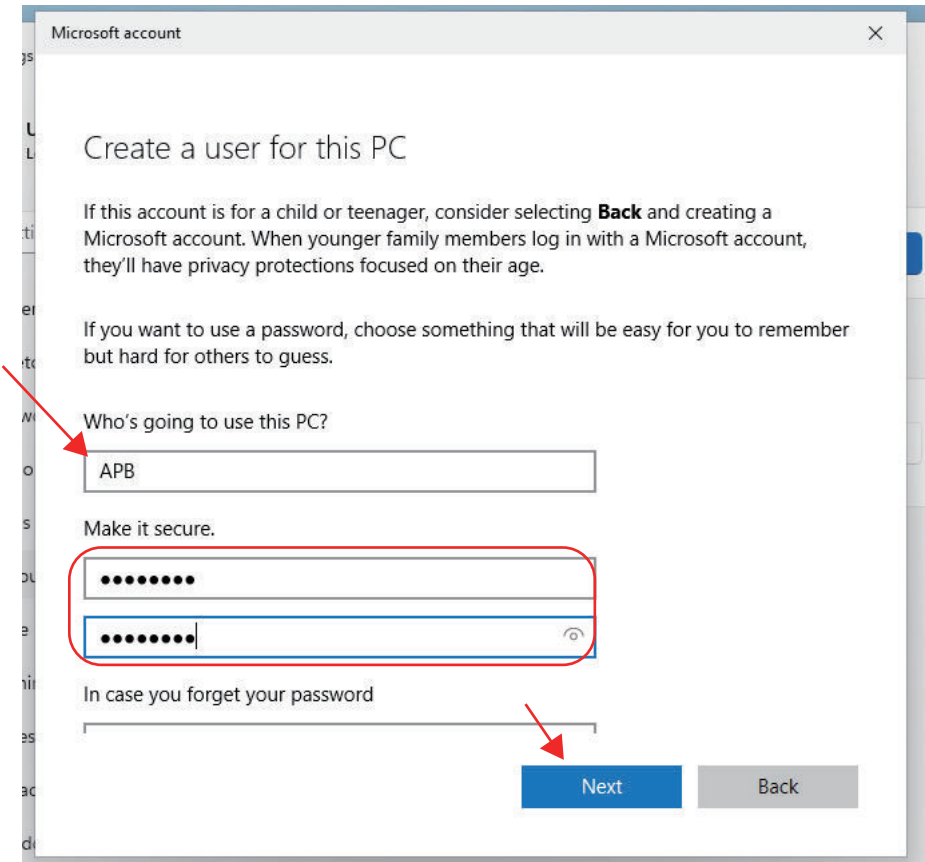 Microsoft account
Create a user for this PC
If this account is for a child or teenager, consider selecting Back and creating a
Microsoft account. When younger family members log in with a Microsoft account,
they'll have privacy protections focused on their age.
If you want to use a password, choose something that will be easy for you to remember
but hard for others to guess.
Who's going to use this PC?
APB
Make it secure.
••••••••
••••••••
In case you forget your password
Next
Back